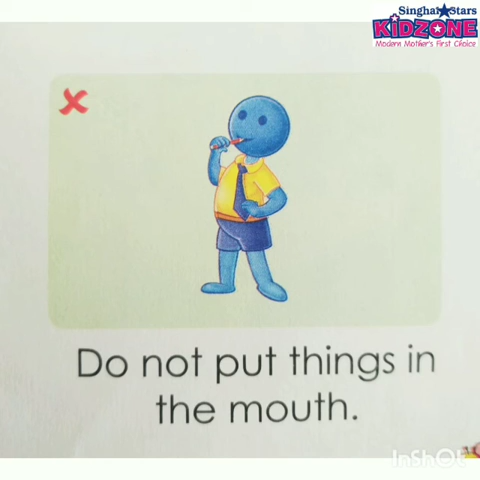 Singhal Stars
KiDZONE
Modern Mother's First Choice
Do not put things in
the mouth.
InShOt